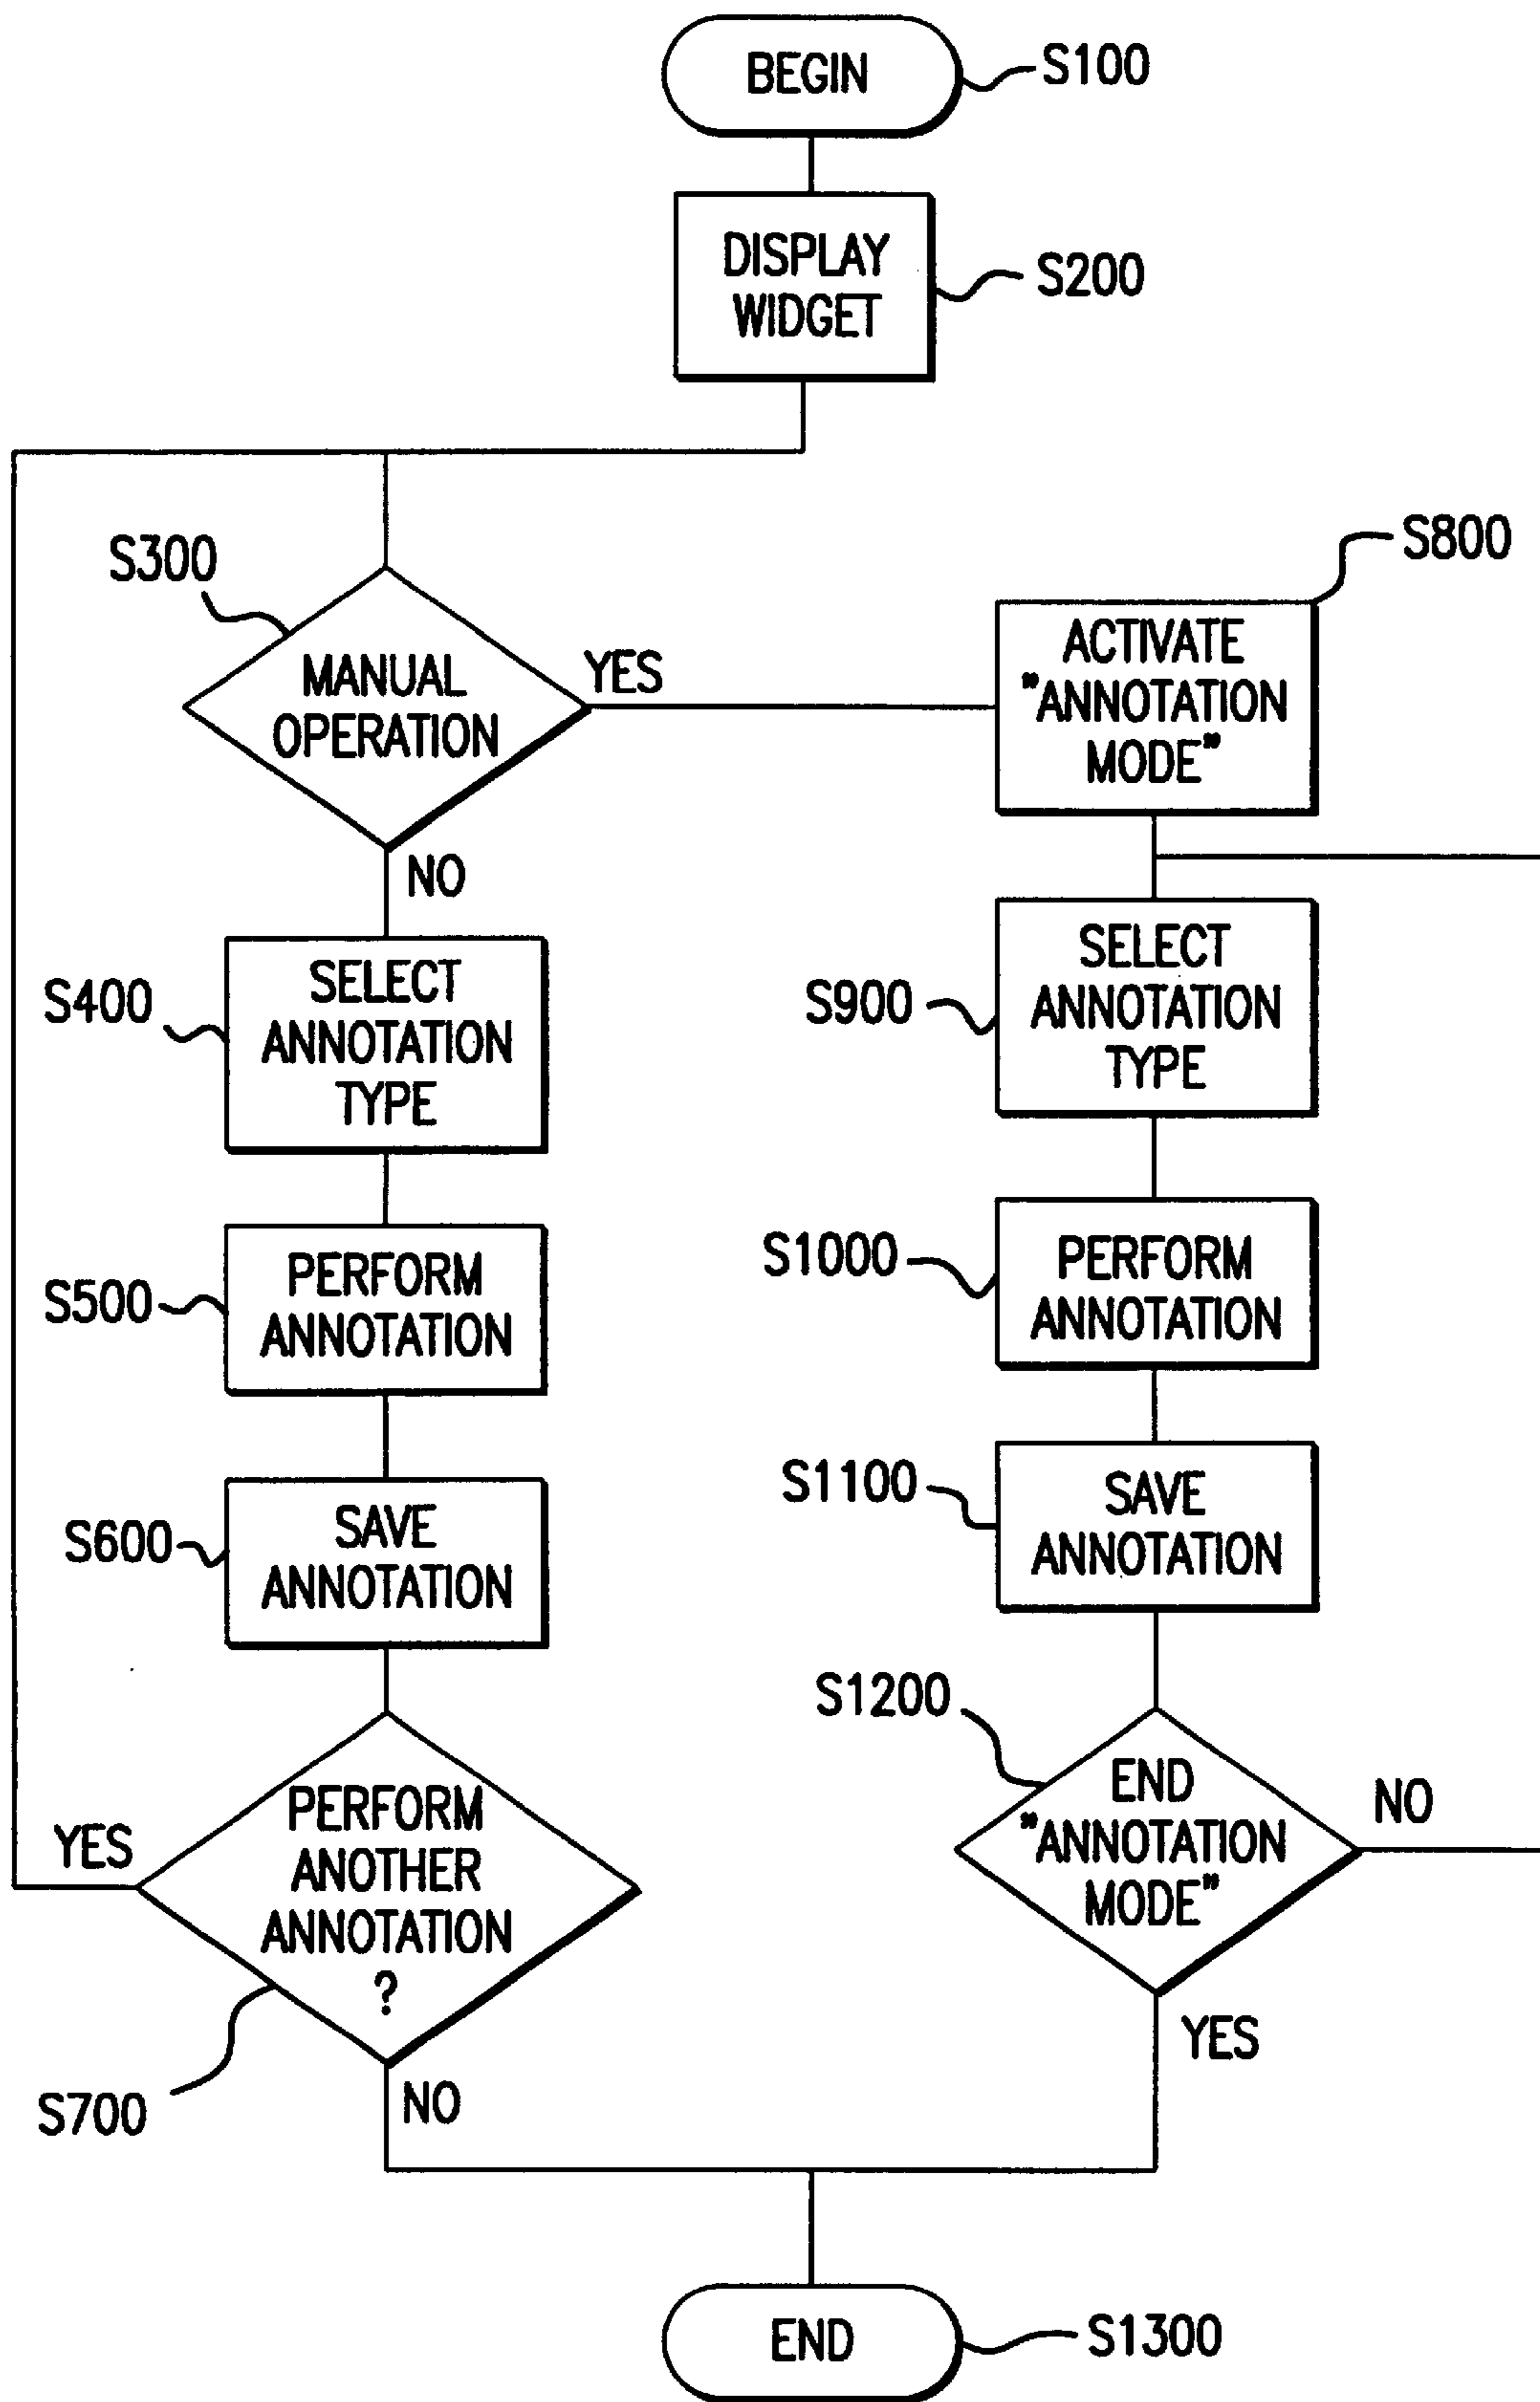 BEGIN
S100
DISPLAY
WIDGET
S200
S300
MANUAL
OPERATION
YES
NO
S400
SELECT
ANNOTATION
TYPE
S500
PERFORM
ANNOTATION
S600
SAVE
ANNOTATION
PERFORM
ANOTHER
ANNOTATION
?
YES
S700
NO
S800
ACTIVATE
"ANNOTATION
MODE"
S900
SELECT
ANNOTATION
TYPE
S1000
PERFORM
ANNOTATION
S1100
SAVE
ANNOTATION
S1200
END
"ANNOTATION
MODE"
NO
YES
END
S1300